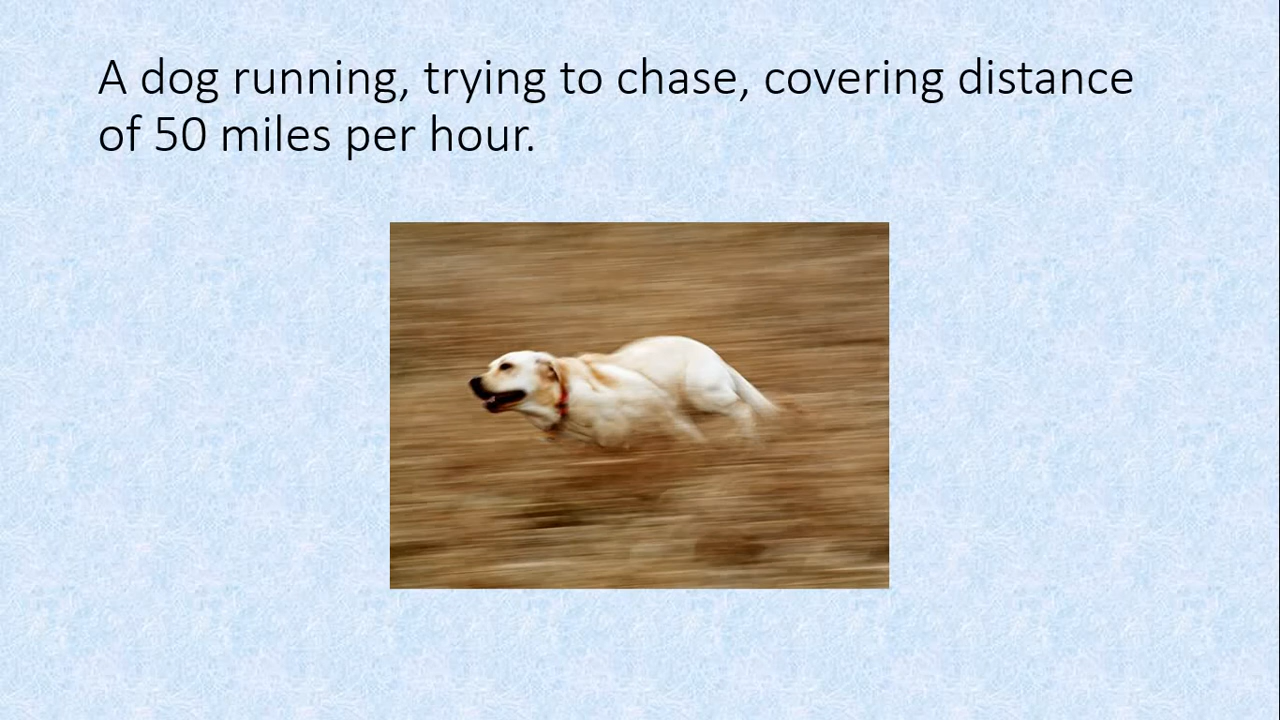 A dog running, trying to chase, covering distance
of 50 miles per hour.